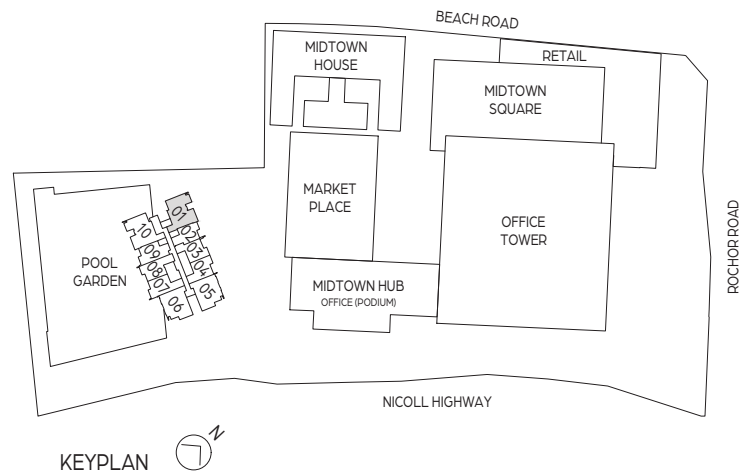 BEACH ROAD
MIDTOWN
HOUSE
RETAIL
MIDTOWN
SQUARE
MARKET
PLACE
OFFICE
TOWER
ROCHOR ROAD
01
02
03
04
05
10
09
08
07
06
POOL
GARDEN
MIDTOWN HUB
OFFICE (PODIUM)
NICOLL HIGHWAY
KEYPLAN
N